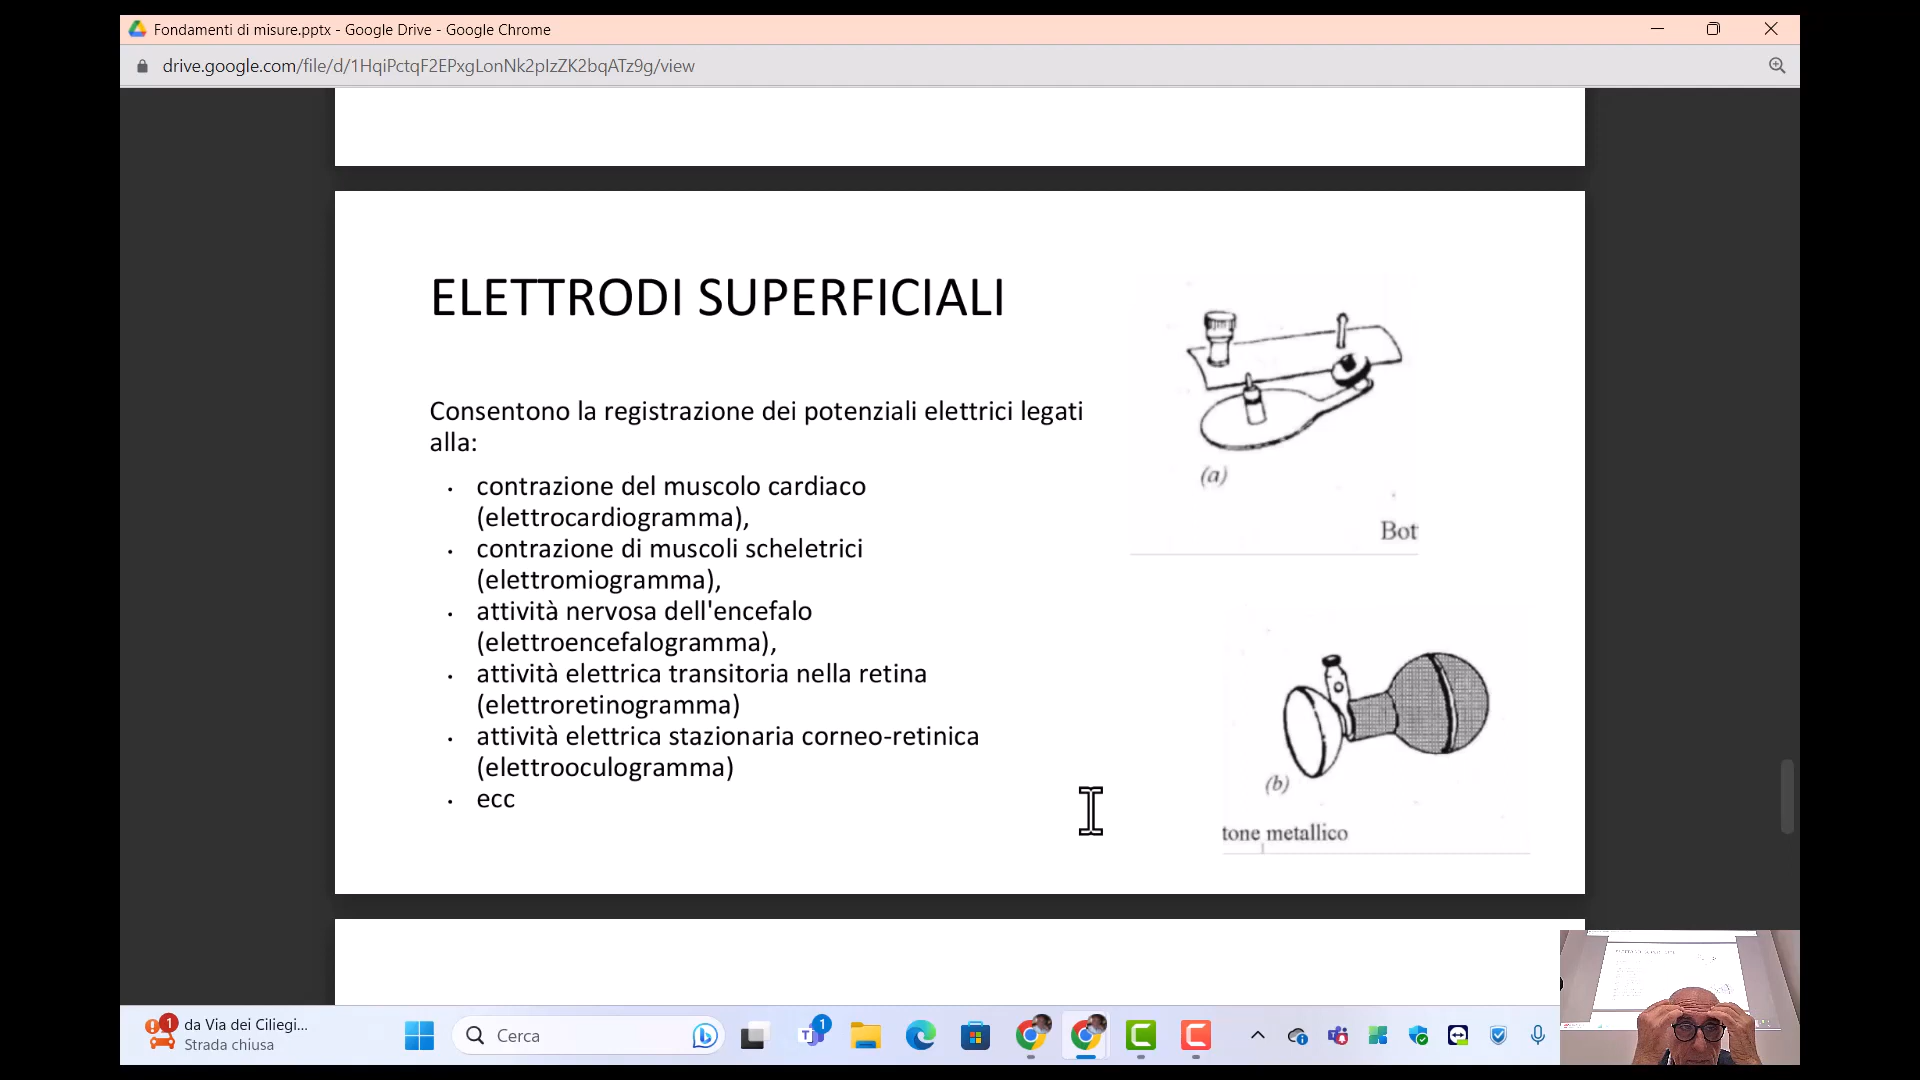 Fondamenti di misure.pptx - Google Drive - Google Chrome
drive.google.com/file/d/1HqiPctqF2EPxgLonNk2pIzZK2bqATz9g/view
ELETTRODI SUPERFICIALI
Consentono la registrazione dei potenziali elettrici legati
alla:
• contrazione del muscolo cardiaco
(elettrocardiogramma),
• contrazione di muscoli scheletrici
(elettromiogramma),
• attività nervosa dell'encefalo
(elettroencefalogramma),
• attività elettrica transitoria nella retina
(elettroretinogramma)
• attività elettrica stazionaria corneo-retinica
(elettrooculogramma)
• ecc
(a)
Bot
(b)
tone metallico
1
da Via dei Ciliegi...
Strada chiusa
Cerca
1